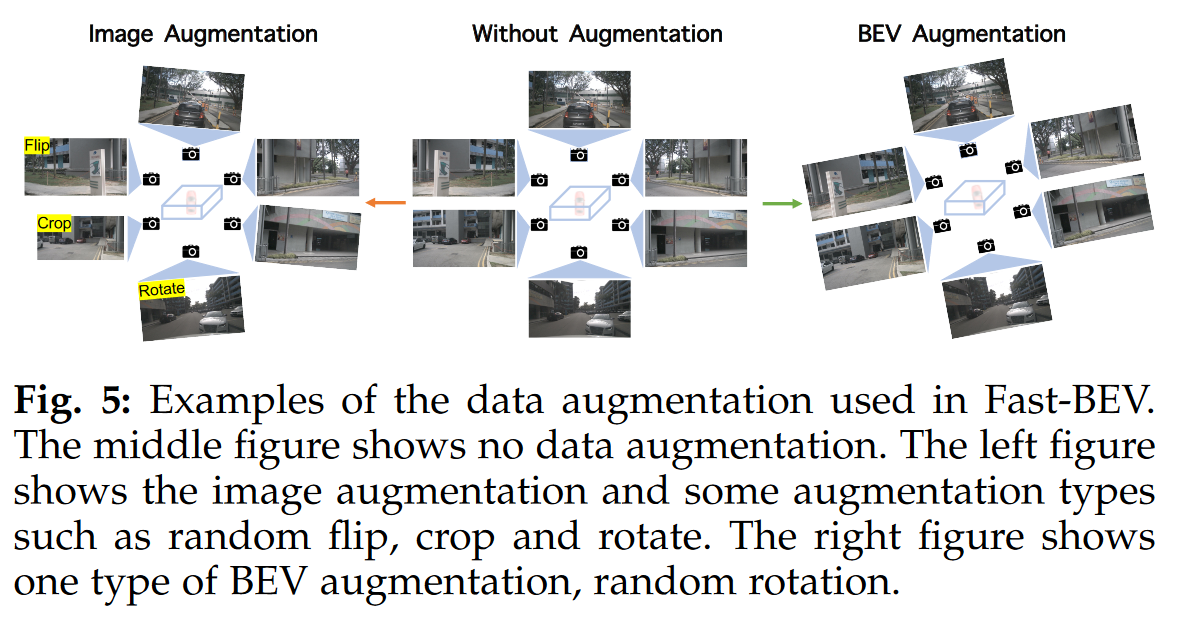 Image Augmentation
Without Augmentation
BEV Augmentation
Flip
Crop
Rotate
Fig. 5: Examples of the data augmentation used in Fast-BEV.
The middle figure shows no data augmentation. The left figure
shows the image augmentation and some augmentation types
such as random flip, crop and rotate. The right figure shows
one type of BEV augmentation, random rotation.